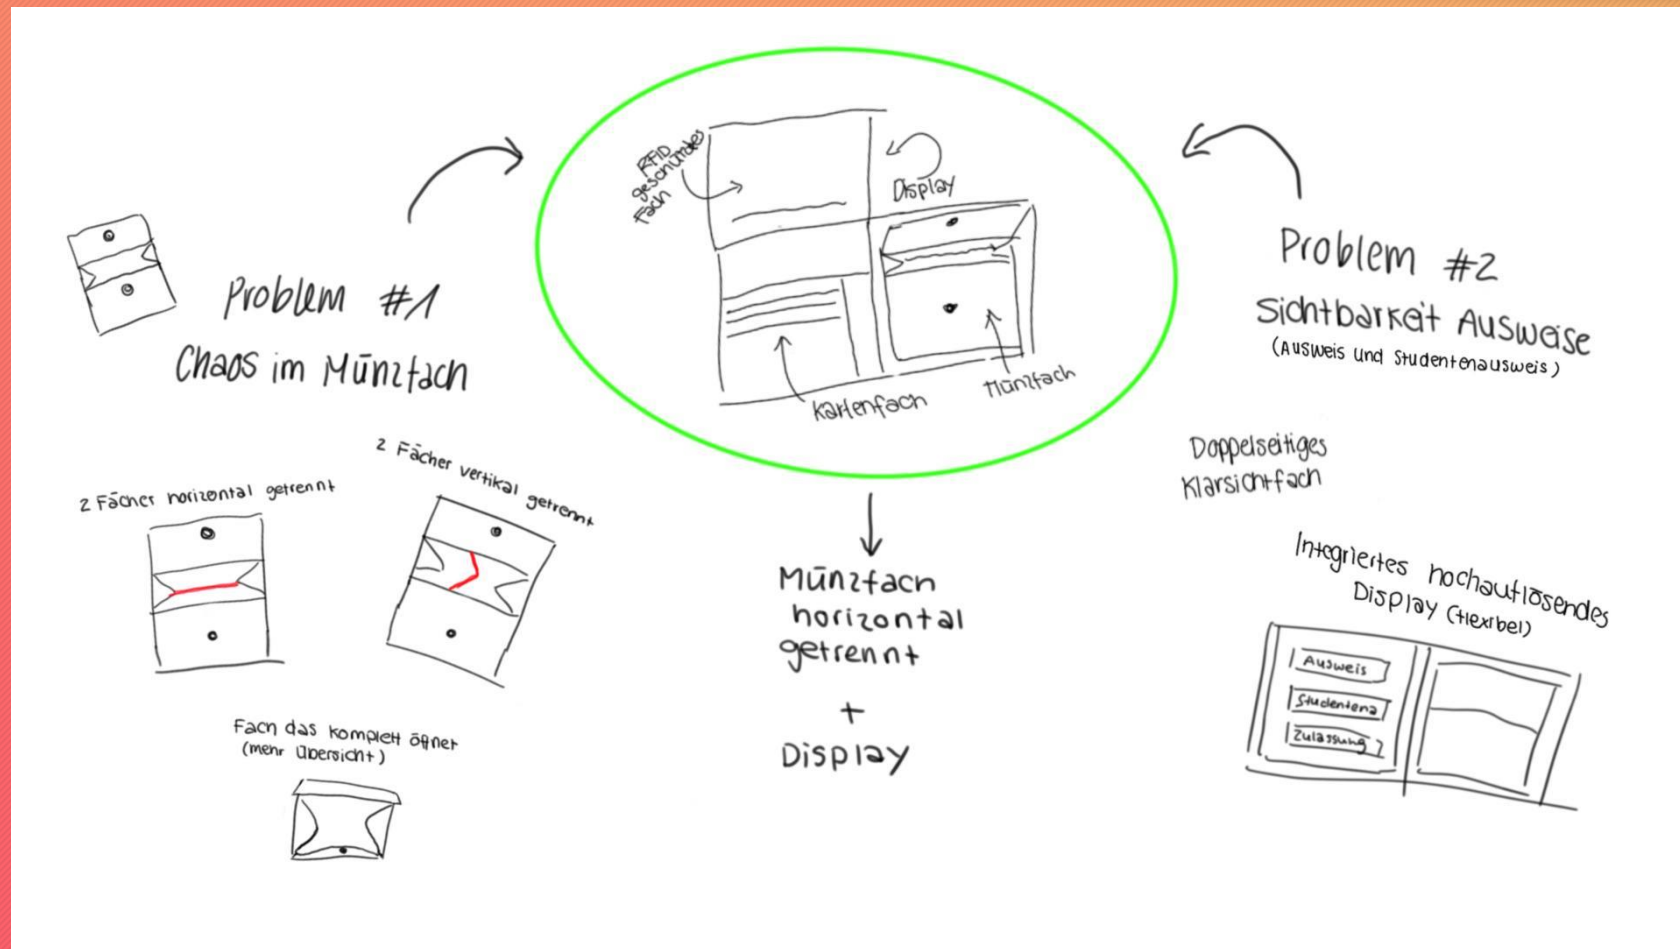 RFID
geschütztes
Fach
Display
Kartenfach
Münzfach
Problem #1
Chaos im Münzfach
2 Fächer horizontal getrennt
2 Fächer vertikal getrennt
Fach das komplett öffnet
(mehr Übersicht)
Münzfach
horizontal
getrennt
+
Display
Problem #2
Sichtbarkeit Ausweise
(Ausweis und Studentenausweis)
Doppelseitiges
Klarsichtfach
Integriertes hochauflösendes
Display (flexibel)
Ausweis
Studentena
Zulassung